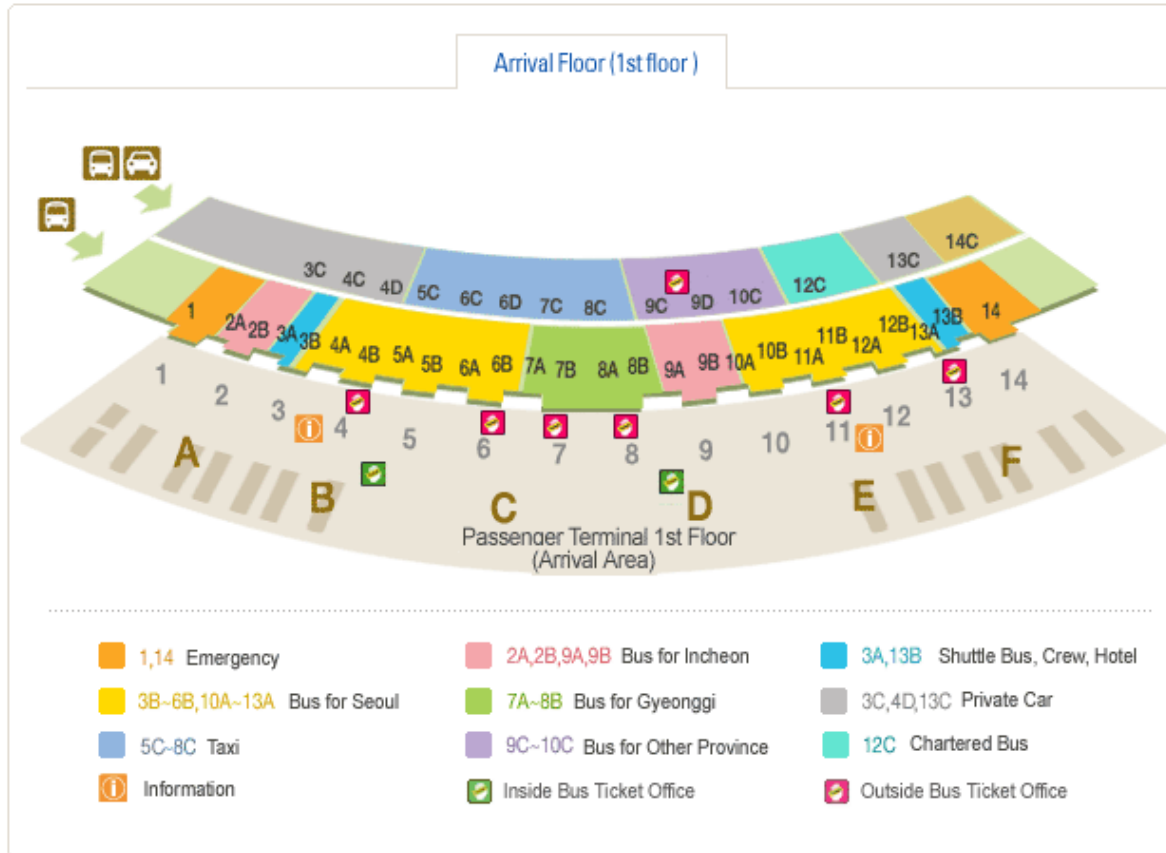 Arrival Floor (1st floor )
3C
4C
4D
5C
6C
6D
7C
8C
9C
9D
10C
12C
13C
14C
1
2A
2B
3A
3B
4A
4B
5A
5B
6A
6B
7A
7B
8A
8B
9A
9B
10A
10B
11A
11B
12A
12B
13A
13B
14
1
2
3
4
5
6
7
8
9
10
11
12
13
14
A
B
C
D
E
F
Passenger Terminal 1st Floor
(Arrival Area)
1,14 Emergency
2A,2B,9A,9B Bus for Incheon
3A,13B Shuttle Bus, Crew, Hotel
3B~6B,10A~13A Bus for Seoul
7A~8B Bus for Gyeonggi
3C,4D,13C Private Car
5C~8C Taxi
9C~10C Bus for Other Province
12C Chartered Bus
Information
Inside Bus Ticket Office
Outside Bus Ticket Office